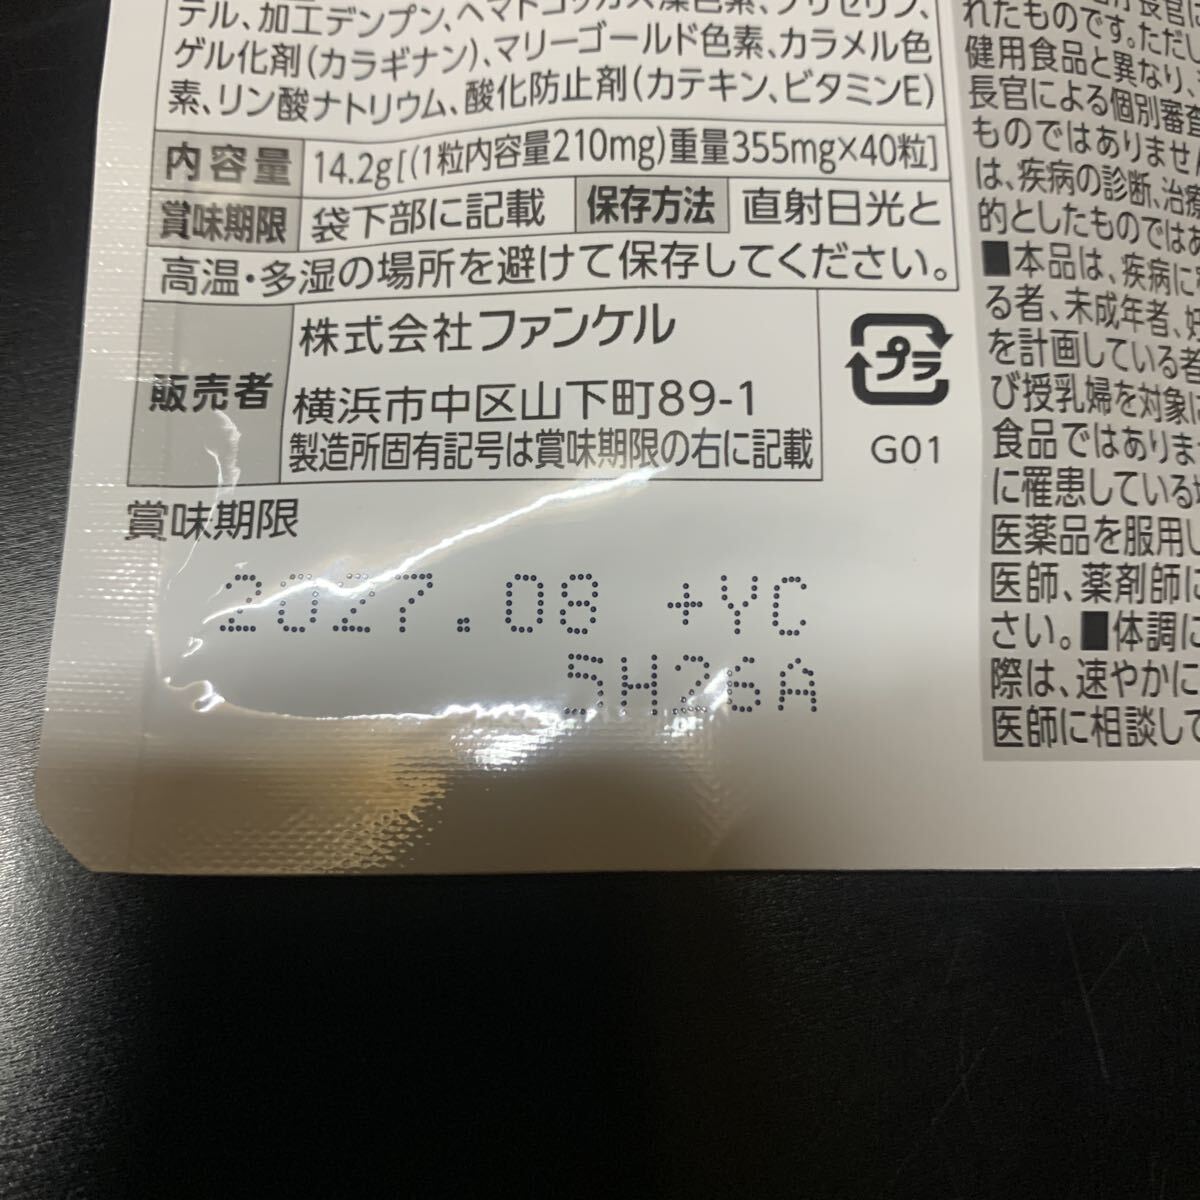 テル、加工デンプン、ヘマトコッカス藻色素、グリセリン、
ゲル化剤(カラギナン)、マリーゴールド色素、カラメル色
素、リン酸ナトリウム、酸化防止剤(カテキン、ビタミンE)
内容量 14.2g[(1粒内容量210mg)重量355mg×40粒]
賞味期限 袋下部に記載 保存方法 直射日光と
高温・多湿の場所を避けて保存してください。
販売者
株式会社ファンケル
横浜市中区山下町89-1
製造所固有記号は賞味期限の右に記載
プラ
G01
賞味期限
2027.08 +YC
5H26A
れたものです。ただし
健用食品と異なり、
長官による個別審査
ものではありません
は、疾病の診断、治療
的としたものではあ
■本品は、疾病に
る者、未成年者、
を計画している者
び授乳婦を対象に
食品ではありませ
に罹患している
医薬品を服用し
医師、薬剤師に
さい。■体調に
際は、速やかに
医師に相談して